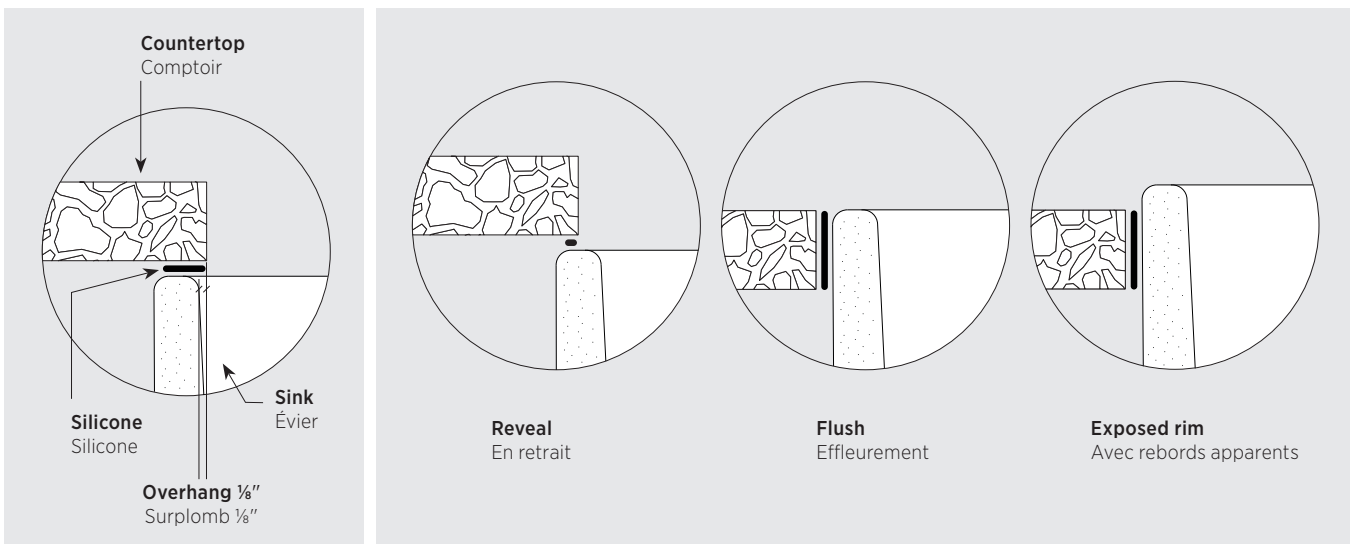 Countertop
Comptoir
Silicone
Silicone
Sink
Évier
Overhang ⅛"
Surplomb ⅛"
Reveal
En retrait
Flush
Effleurement
Exposed rim
Avec rebords apparents